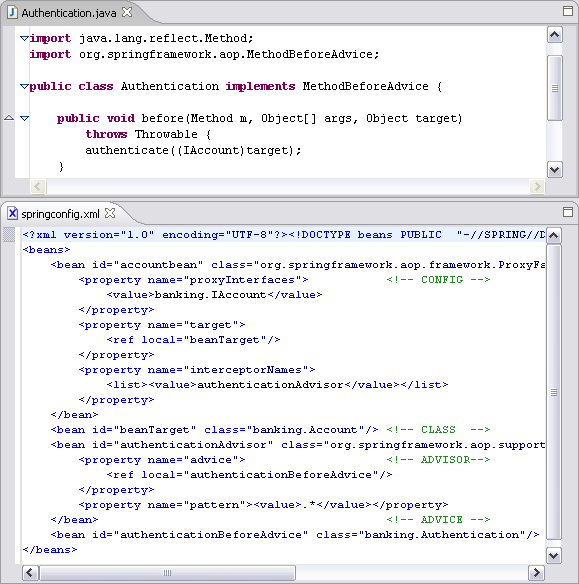 Authentication.java
import java.lang.reflect.Method;
import org.springframework.aop.MethodBeforeAdvice;
public class Authentication implements MethodBeforeAdvice {
    public void before(Method m, Object[] args, Object target)
        throws Throwable {
        authenticate((IAccount)target);
    }
springconfig.xml
<?xml version="1.0" encoding="UTF-8"?><!DOCTYPE beans PUBLIC  "-//SPRING//D
<beans>
    <bean id="accountbean" class="org.springframework.aop.framework.ProxyFa
        <property name="proxyInterfaces">           <!-- CONFIG -->
            <value>banking.IAccount</value>
        </property>
        <property name="target">
            <ref local="beanTarget"/>
        </property>
        <property name="interceptorNames">
            <list><value>authenticationAdvisor</value></list>
        </property>
    </bean>
    <bean id="beanTarget" class="banking.Account"/> <!-- CLASS  -->
    <bean id="authenticationAdvisor" class="org.springframework.aop.support
        <property name="advice">                    <!-- ADVISOR-->
            <ref local="authenticationBeforeAdvice"/>
        </property>
        <property name="pattern"><value>.*</value></property>
    </bean>                                         <!-- ADVICE -->
    <bean id="authenticationBeforeAdvice" class="banking.Authentication"/>
</beans>